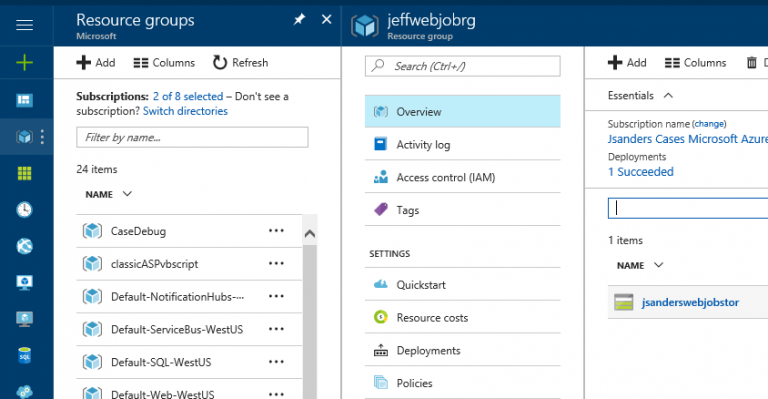 Resource groups
Microsoft
Add
Columns
Refresh
Subscriptions: 2 of 8 selected – Don't see a
subscription? Switch directories
Filter by name...
24 items
NAME
CaseDebug
classicASPvbscript
Default-NotificationHubs-...
Default-ServiceBus-WestUS
Default-SQL-WestUS
Default-Web-WestUS
SQL
jeffwebjobrg
Resource group
Search (Ctrl+/)
Overview
Activity log
Access control (IAM)
Tags
SETTINGS
Quickstart
Resource costs
Deployments
Policies
Add
Columns
D
Essentials
Subscription name (change)
Jsanders Cases Microsoft Azure
Deployments
1 Succeeded
1 items
NAME
jsanderswebjobstor